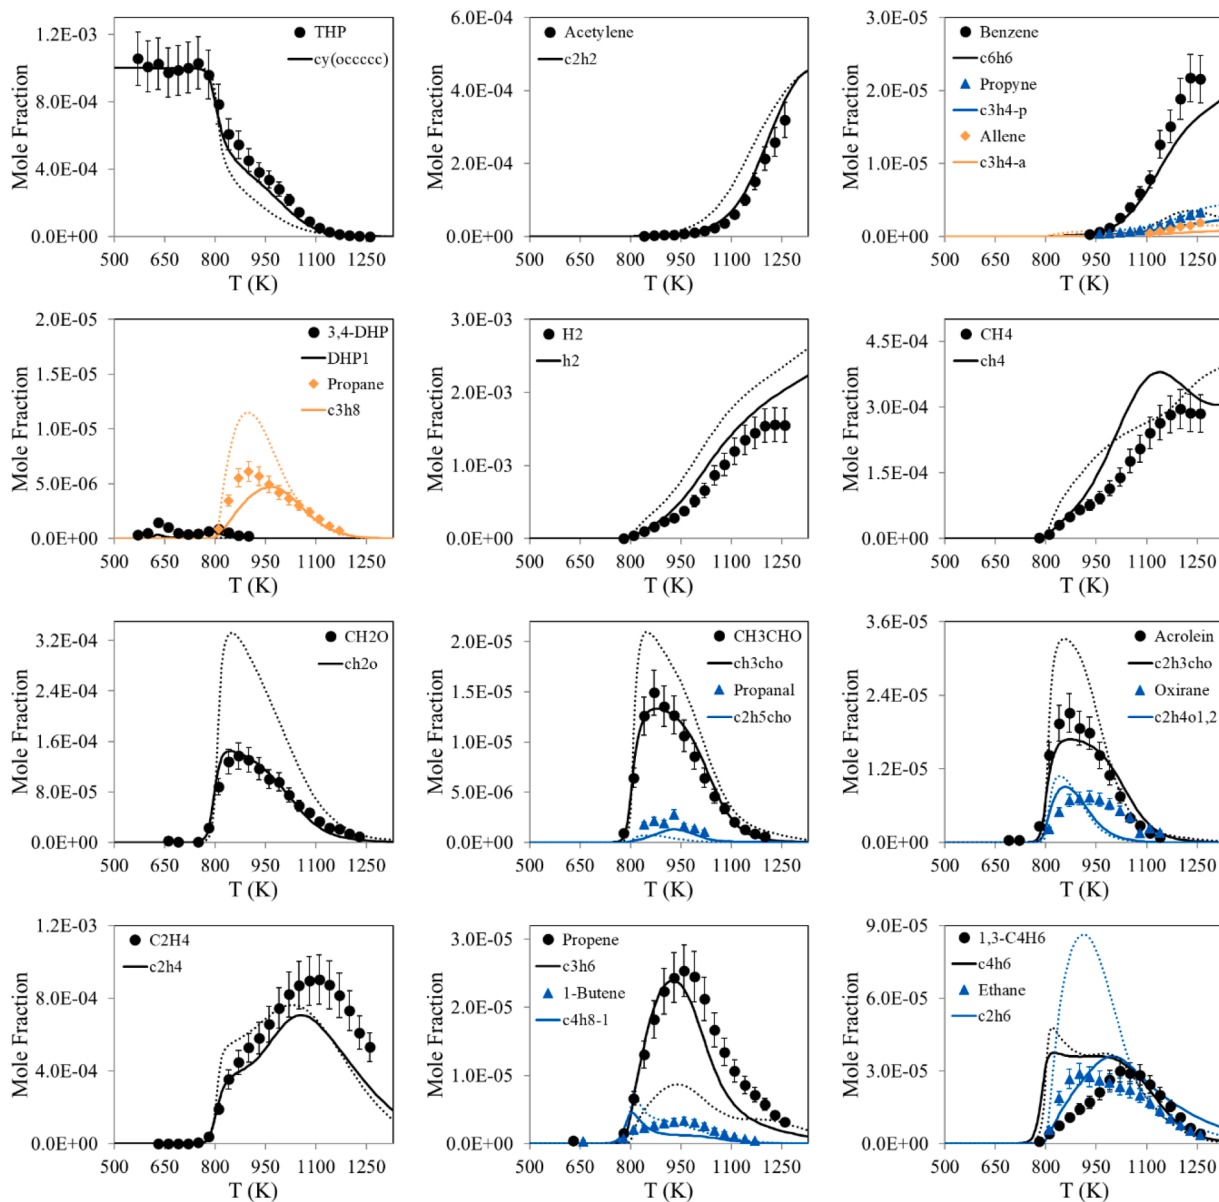 1.2E-03
8.0E-04
4.0E-04
0.0E+00
Mole Fraction
THP
cy(occccc)
500 650 800 950 1100 1250
T (K)
6.0E-04
4.0E-04
2.0E-04
0.0E+00
Mole Fraction
Acetylene
c2h2
500 650 800 950 1100 1250
T (K)
3.0E-05
2.0E-05
1.0E-05
0.0E+00
Mole Fraction
Benzene
c6h6
Propyne
c3h4-p
Allene
c3h4-a
500 650 800 950 1100 1250
T (K)
2.0E-05
1.5E-05
1.0E-05
5.0E-06
0.0E+00
Mole Fraction
3,4-DHP
DHP1
Propane
c3h8
500 650 800 950 1100 1250
T (K)
3.0E-03
2.0E-03
1.0E-03
0.0E+00
Mole Fraction
H2
h2
500 650 800 950 1100 1250
T (K)
4.5E-04
3.0E-04
1.5E-04
0.0E+00
Mole Fraction
CH4
ch4
500 650 800 950 1100 1250
T (K)
3.2E-04
2.4E-04
1.6E-04
8.0E-05
0.0E+00
Mole Fraction
CH2O
ch2o
500 650 800 950 1100 1250
T (K)
2.0E-05
1.5E-05
1.0E-05
5.0E-06
0.0E+00
Mole Fraction
CH3CHO
ch3cho
Propanal
c2h5cho
500 650 800 950 1100 1250
T (K)
3.6E-05
2.4E-05
1.2E-05
0.0E+00
Mole Fraction
Acrolein
c2h3cho
Oxirane
c2h4o1,2
500 650 800 950 1100 1250
T (K)
1.2E-03
8.0E-04
4.0E-04
0.0E+00
Mole Fraction
C2H4
c2h4
500 650 800 950 1100 1250
T (K)
3.0E-05
2.0E-05
1.0E-05
0.0E+00
Mole Fraction
Propene
c3h6
1-Butene
c4h8-1
500 650 800 950 1100 1250
T (K)
9.0E-05
6.0E-05
3.0E-05
0.0E+00
Mole Fraction
1,3-C4H6
c4h6
Ethane
c2h6
500 650 800 950 1100 1250
T (K)